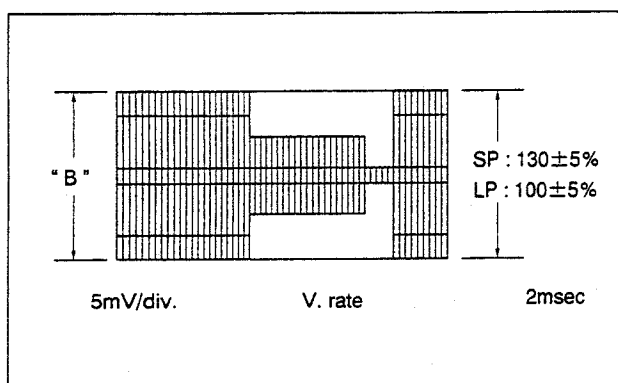 "B"
SP : 130±5%
LP : 100±5%
5mV/div.
V. rate
2msec